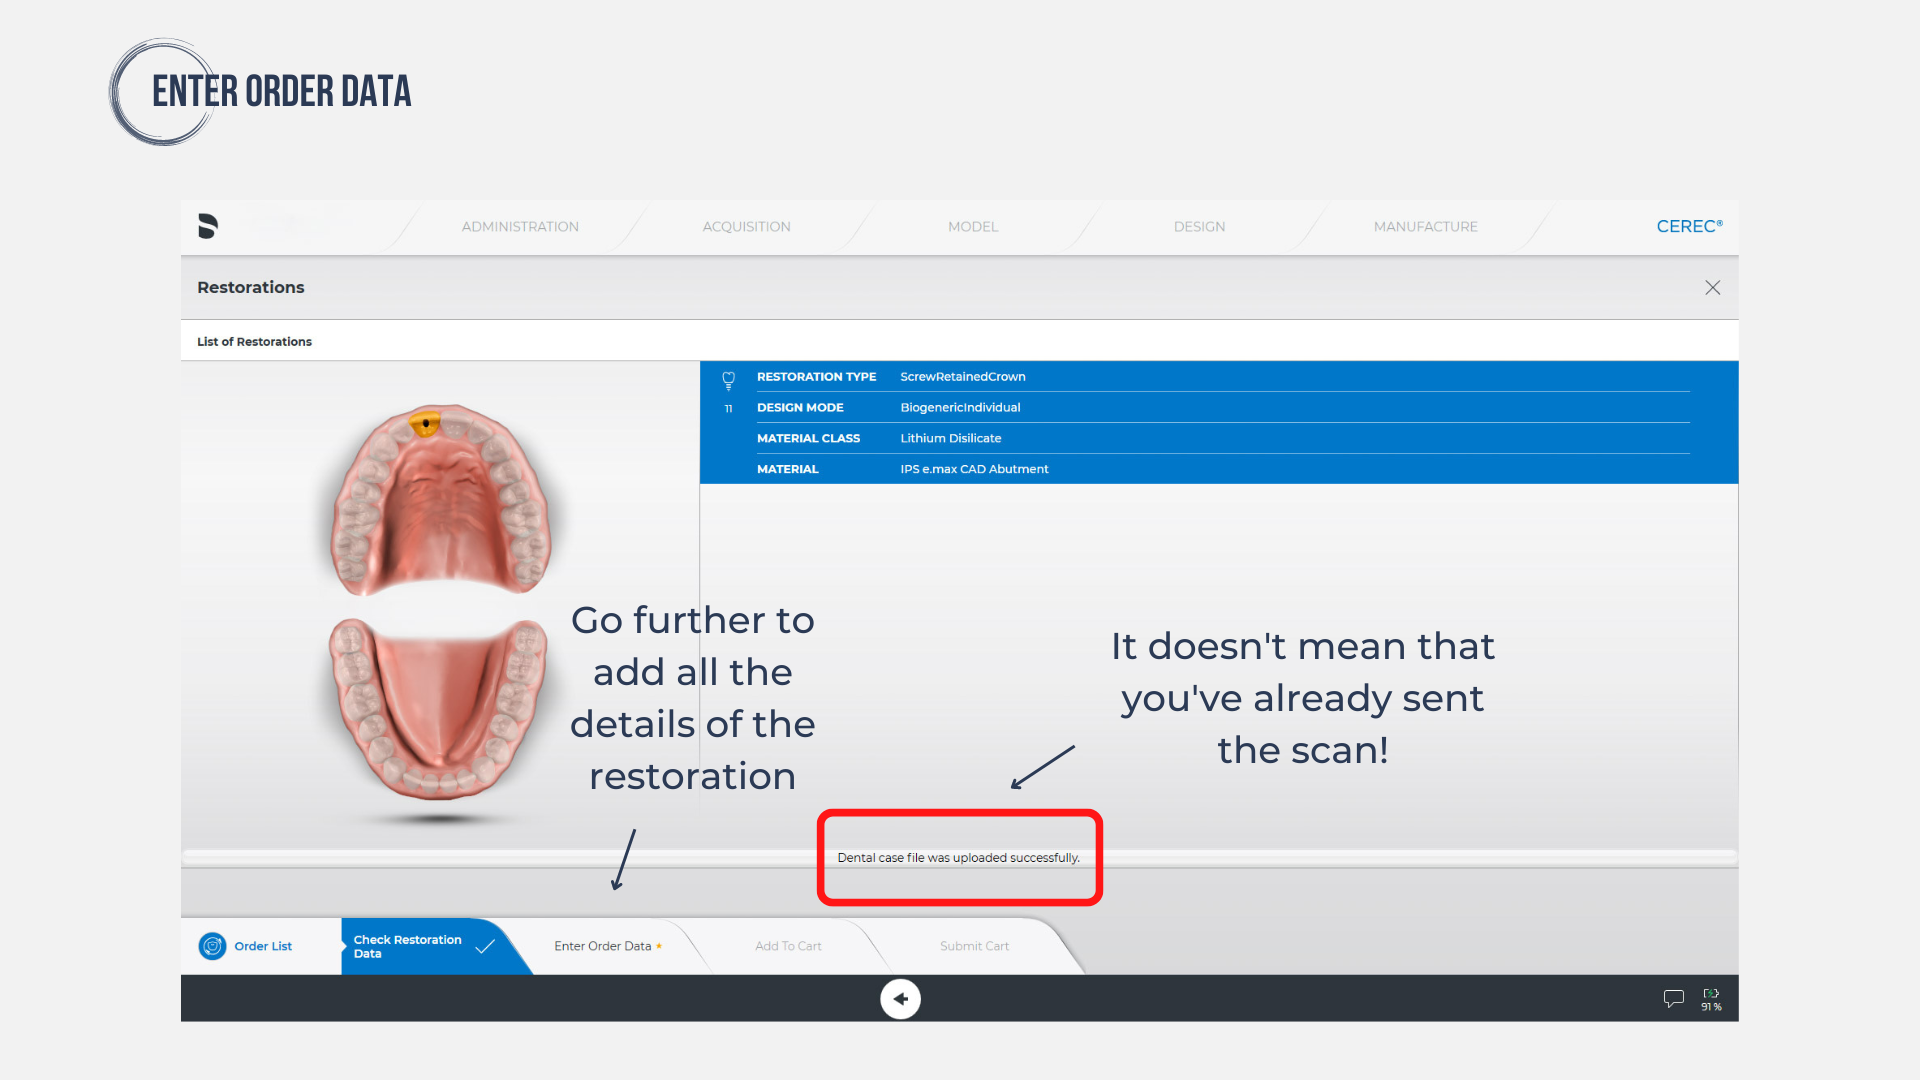 ENTER ORDER DATA
ADMINISTRATION
ACQUISITION
MODEL
DESIGN
MANUFACTURE
CEREC®
Restorations
List of Restorations
RESTORATION TYPE ScrewRetainedCrown
11 DESIGN MODE BiogenericIndividual
MATERIAL CLASS Lithium Disilicate
MATERIAL IPS e.max CAD Abutment
Go further to
add all the
details of the
restoration
It doesn't mean that
you've already sent
the scan!
Dental case file was uploaded successfully.
Order List
Check Restoration
Data
Enter Order Data *
Add To Cart
Submit Cart
91 %